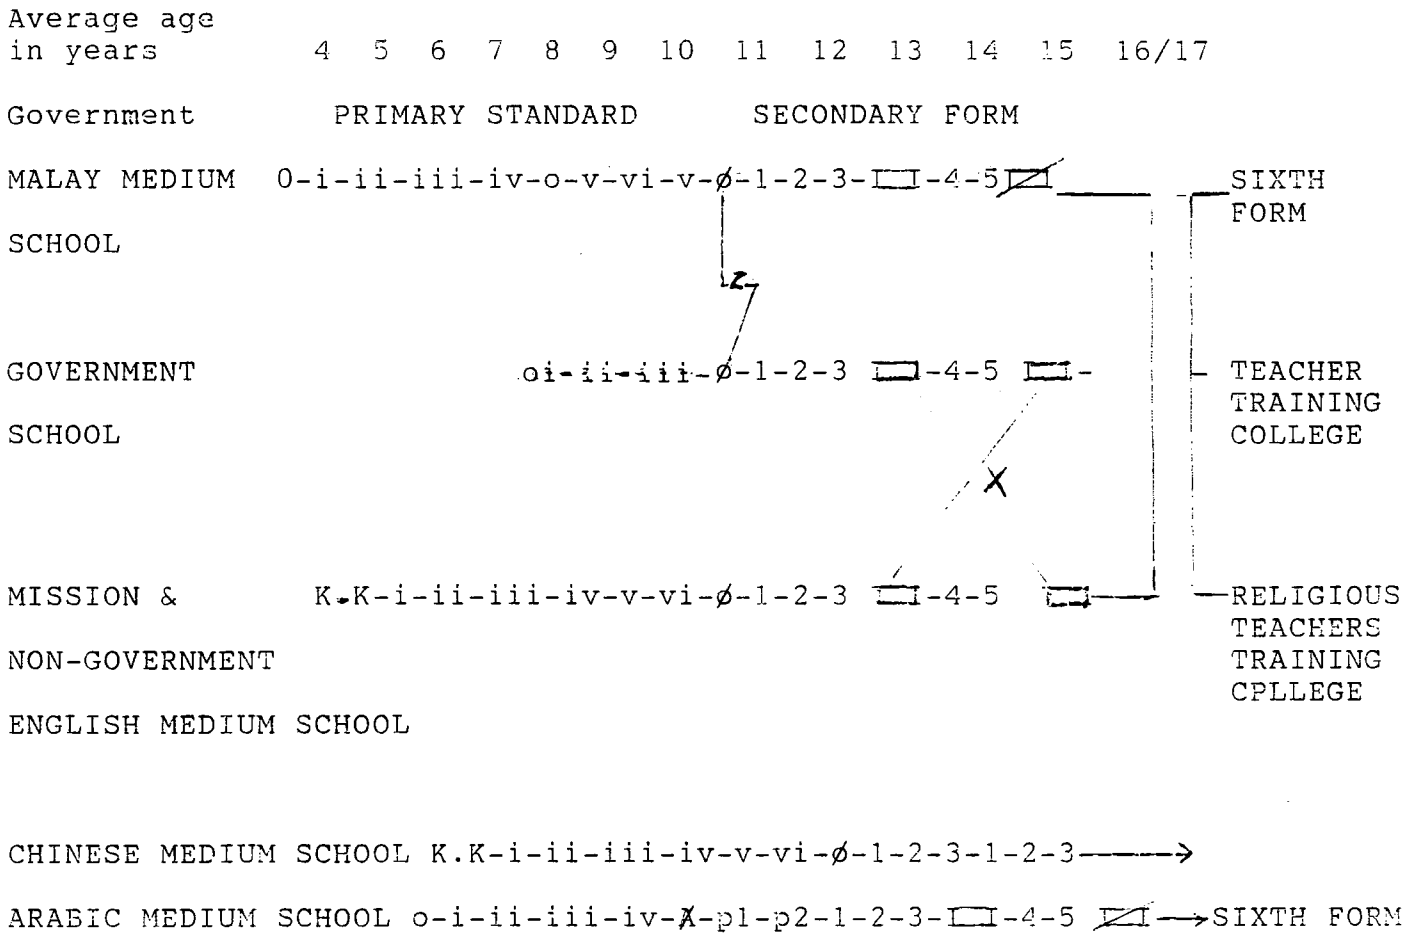 Average age
in years 4 5 6 7 8 9 10 11 12 13 14 15 16/17
Government PRIMARY STANDARD SECONDARY FORM
MALAY MEDIUM O-i-ii-iii-iv-o-v-vi-v-ø-1-2-3- -4-5 SIXTH
FORM
SCHOOL
z
GOVERNMENT oi-ii-iii-ø-1-2-3 -4-5 - TEACHER
TRAINING
SCHOOL COLLEGE
X
MISSION & K.K-i-ii-iii-iv-v-vi-ø-1-2-3 -4-5 RELIGIOUS
TEACHERS
NON-GOVERNMENT TRAINING
CPLLEGE
ENGLISH MEDIUM SCHOOL
CHINESE MEDIUM SCHOOL K.K-i-ii-iii-iv-v-vi-ø-1-2-3-1-2-3
ARABIC MEDIUM SCHOOL o-i-ii-iii-iv-A-p1-p2-1-2-3- -4-5 SIXTH FORM